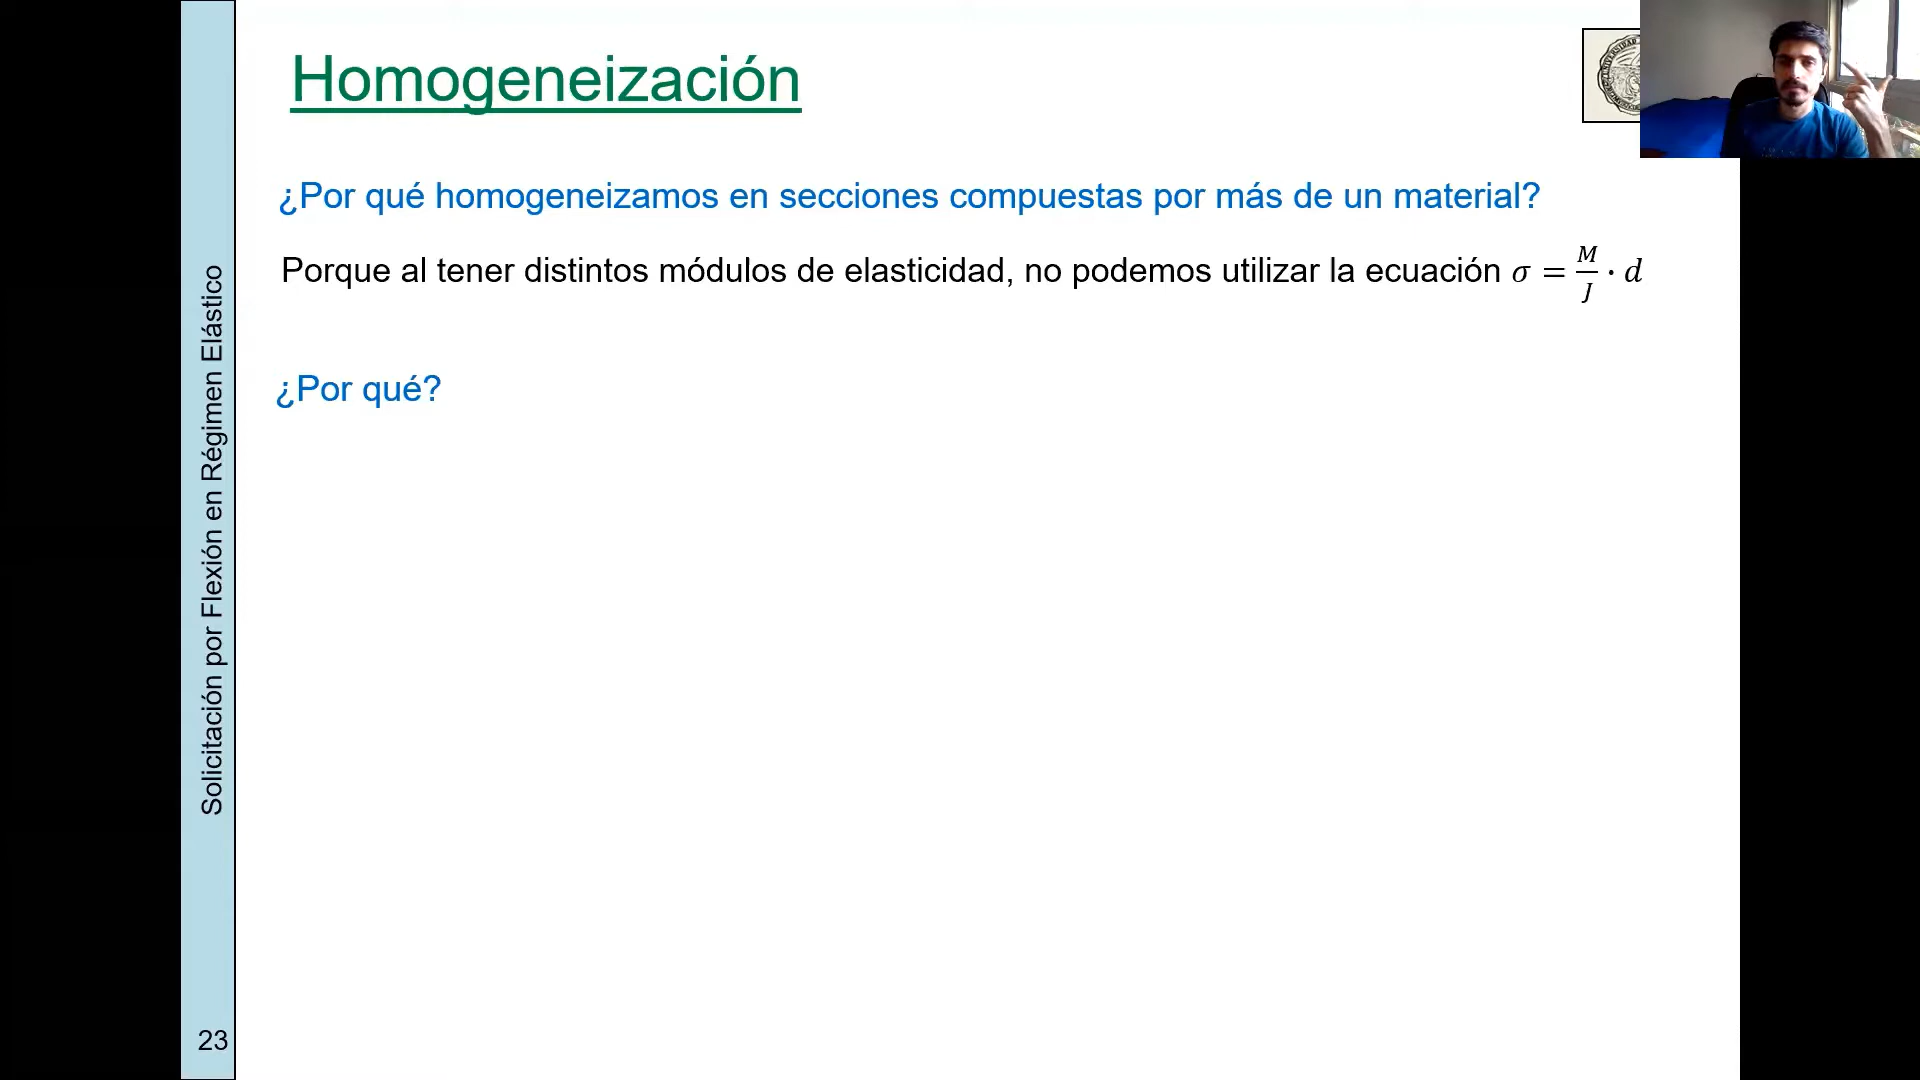 Homogeneización
¿Por qué homogeneizamos en secciones compuestas por más de un material?
Porque al tener distintos módulos de elasticidad, no podemos utilizar la ecuación σ = M/J · d
¿Por qué?
Solicitación por Flexión en Régimen Elástico
23